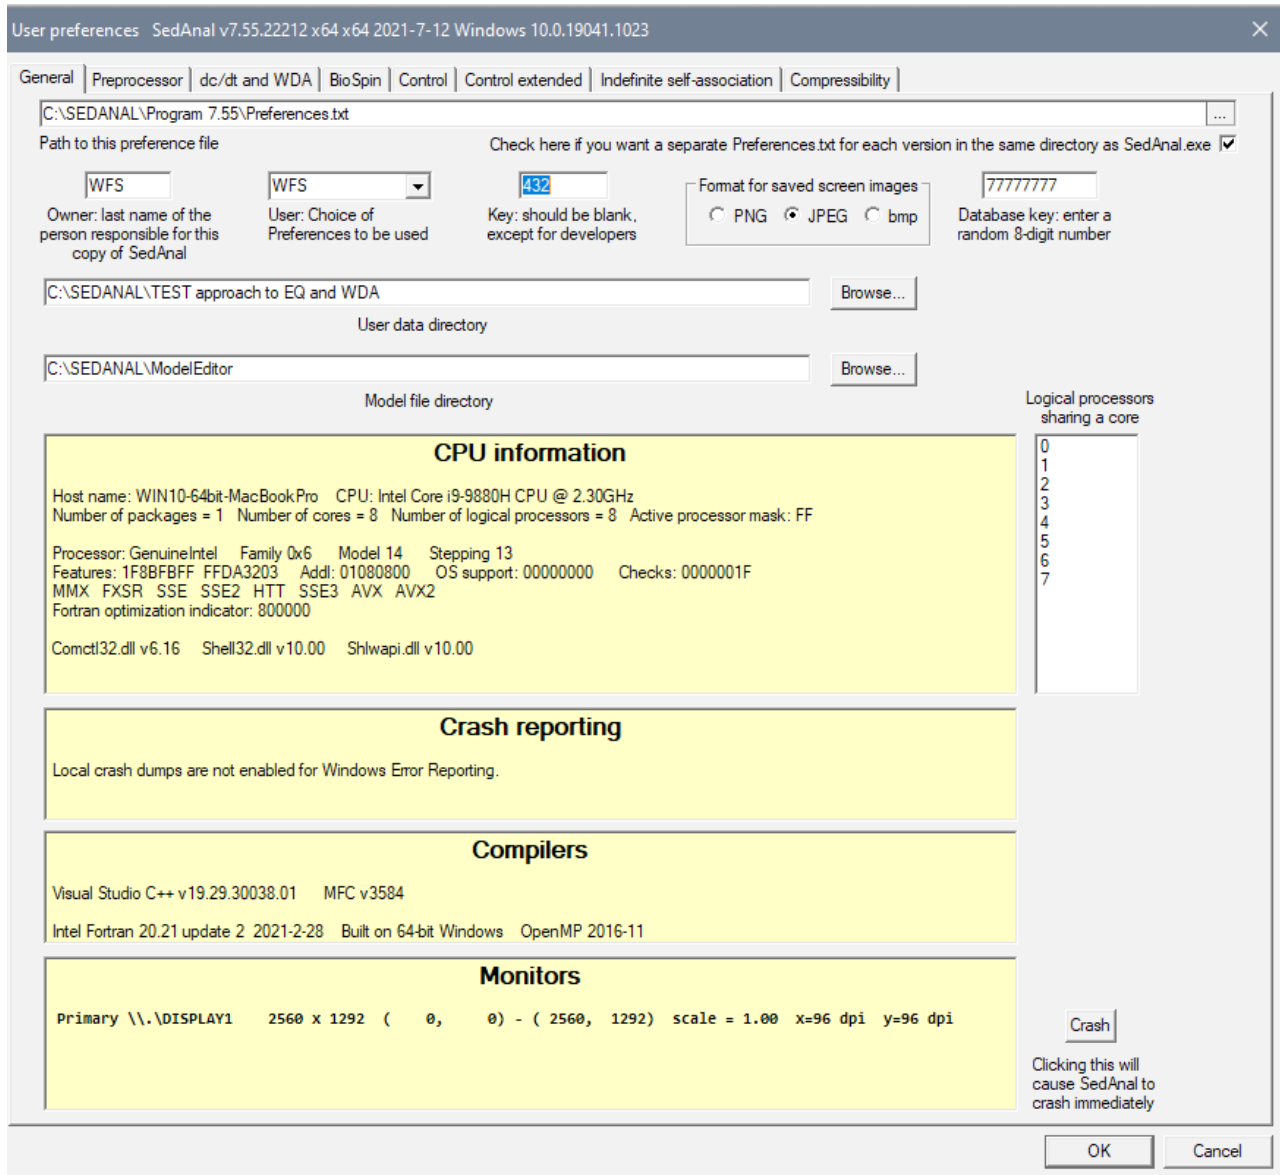 User preferences   SedAnal v7.55.22212 x64 x64 2021-7-12 Windows 10.0.19041.1023
General Preprocessor dc/dt and WDA BioSpin Control Control extended Indefinite self-association Compressibility
C:\SEDANAL\Program 7.55\Preferences.txt ...
Path to this preference file Check here if you want a separate Preferences.txt for each version in the same directory as SedAnal.exe
WFS
Owner: last name of the
person responsible for this
copy of SedAnal
WFS
User: Choice of
Preferences to be used
432
Key: should be blank,
except for developers
Format for saved screen images
PNG JPEG bmp
77777777
Database key: enter a
random 8-digit number
C:\SEDANAL\TEST approach to EQ and WDA Browse...
User data directory
C:\SEDANAL\ModelEditor Browse...
Model file directory
Logical processors
sharing a core
0
1
2
3
4
5
6
7
CPU information
Host name: WIN10-64bit-MacBookPro   CPU: Intel Core i9-9880H CPU @ 2.30GHz
Number of packages = 1   Number of cores = 8   Number of logical processors = 8   Active processor mask: FF
Processor: GenuineIntel   Family 0x6   Model 14   Stepping 13
Features: 1F8BFBFF FFDA3203   Addl: 01080800   OS support: 00000000   Checks: 0000001F
MMX FXSR SSE SSE2 HTT SSE3 AVX AVX2
Fortran optimization indicator: 800000
Comctl32.dll v6.16   Shell32.dll v10.00   Shlwapi.dll v10.00
Crash reporting
Local crash dumps are not enabled for Windows Error Reporting.
Compilers
Visual Studio C++ v19.29.30038.01   MFC v3584
Intel Fortran 20.21 update 2 2021-2-28   Built on 64-bit Windows   OpenMP 2016-11
Monitors
Primary \\.\DISPLAY1   2560 x 1292 (   0,   0) - ( 2560, 1292) scale = 1.00 x=96 dpi y=96 dpi
Crash
Clicking this will
cause SedAnal to
crash immediately
OK Cancel